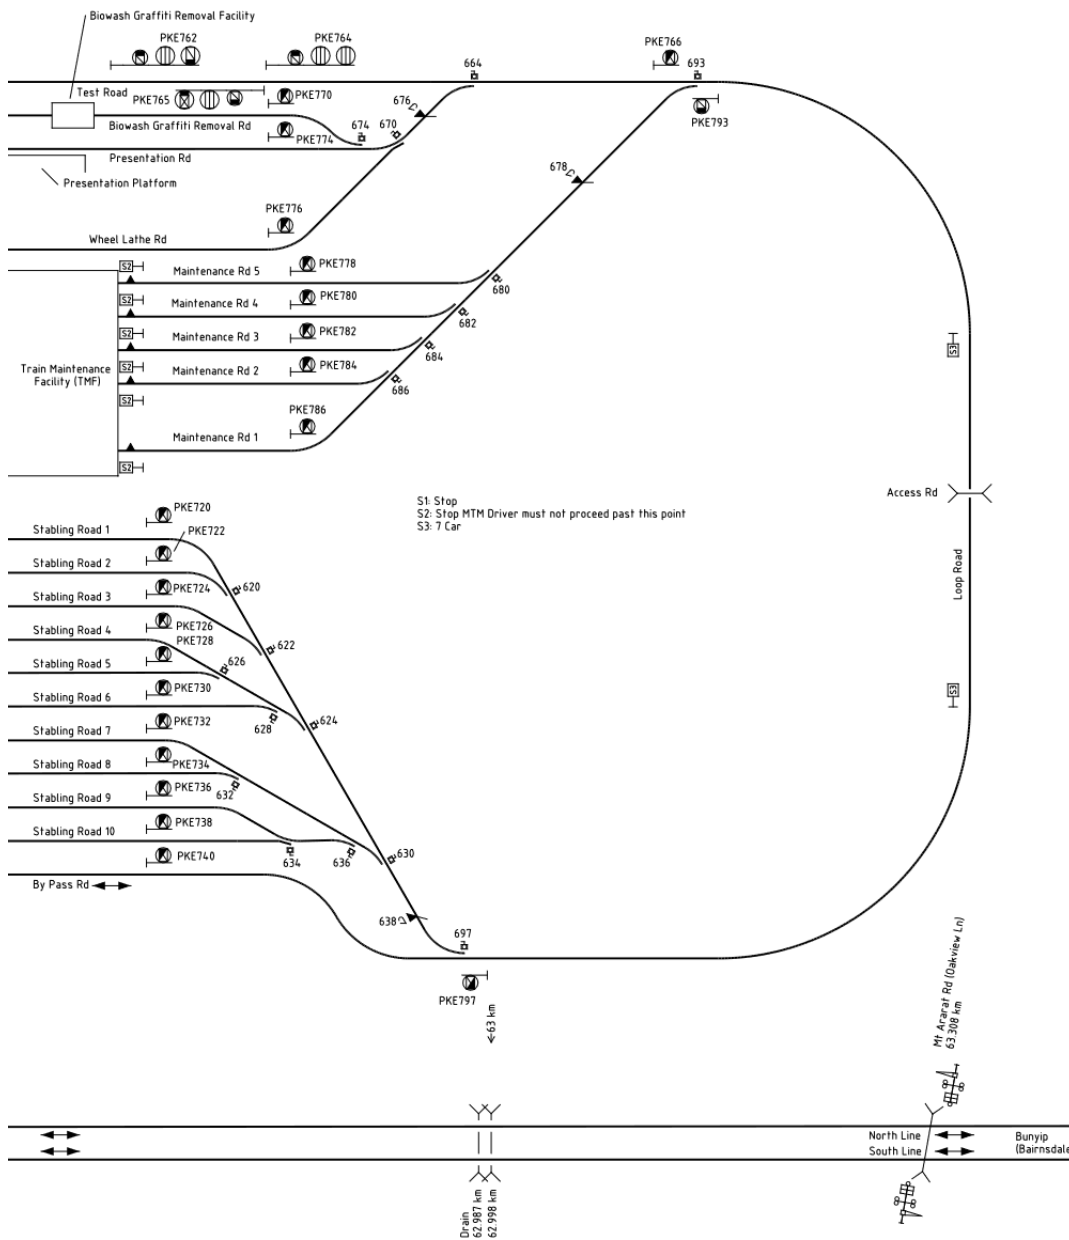 Biowash Graffiti Removal Facility
PKE762
PKE764
PKE766
664
693
Test Road
PKE765
PKE770
676
PKE793
Biowash Graffiti Removal Rd
PKE774
674
670
Presentation Rd
Presentation Platform
678
PKE776
Wheel Lathe Rd
S2
Maintenance Rd 5
PKE778
680
S2
Maintenance Rd 4
PKE780
682
S2
Maintenance Rd 3
PKE782
684
S3
Train Maintenance
Facility (TMF)
S2
Maintenance Rd 2
PKE784
686
S2
PKE786
Maintenance Rd 1
S2
S1: Stop
S2: Stop MTM Driver must not proceed past this point
S3: 7 Car
Access Rd
Loop Road
PKE720
Stabling Road 1
PKE722
Stabling Road 2
PKE724
620
Stabling Road 3
PKE726
Stabling Road 4
PKE728
622
Stabling Road 5
626
PKE730
S3
Stabling Road 6
PKE732
628
624
Stabling Road 7
PKE734
Stabling Road 8
PKE736
632
Stabling Road 9
PKE738
Stabling Road 10
PKE740
634
636
630
By Pass Rd
638
697
PKE797
63 km
Mt Ararat Rd (Oakview Ln)
63.308 km
North Line
South Line
Bunyip
(Bairnsdale
Drain
62.987 km
62.998 km